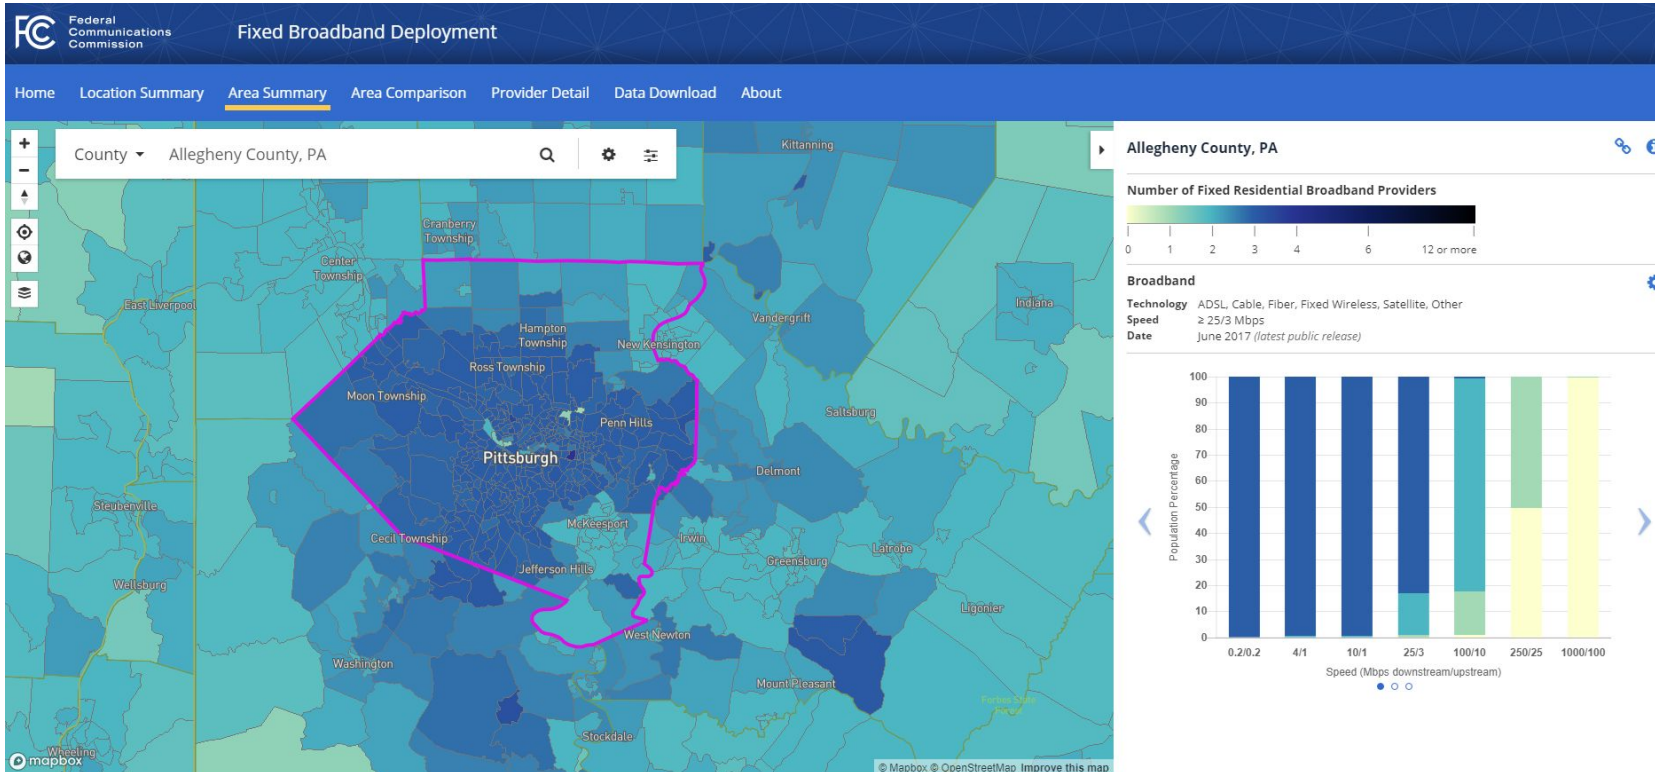 FCC Federal Communications Commission
Fixed Broadband Deployment
Home Location Summary Area Summary Area Comparison Provider Detail Data Download About
County Allegheny County, PA
Kittanning
Cranberry Township
Center Township
East Liverpool
Indiana
Vandergrift
Hampton Township
New Kensington
Ross Township
Moon Township
Saltsburg
Penn Hills
Pittsburgh
Delmont
Steubenville
McKeesport
Cecil Township
Irwin
Latrobe
Greensburg
Jefferson Hills
Wellsburg
Ligonier
West Newton
Washington
Mount Pleasant
Forbes State Forest
Stockdale
Wheeling
mapbox
© Mapbox © OpenStreetMap Improve this map
Allegheny County, PA
Number of Fixed Residential Broadband Providers
0 1 2 3 4 6 12 or more
Broadband
Technology ADSL, Cable, Fiber, Fixed Wireless, Satellite, Other
Speed ≥ 25/3 Mbps
Date June 2017 (latest public release)
Population Percentage
100
90
80
70
60
50
40
30
20
10
0
0.2/0.2 4/1 10/1 25/3 100/10 250/25 1000/100
Speed (Mbps downstream/upstream)